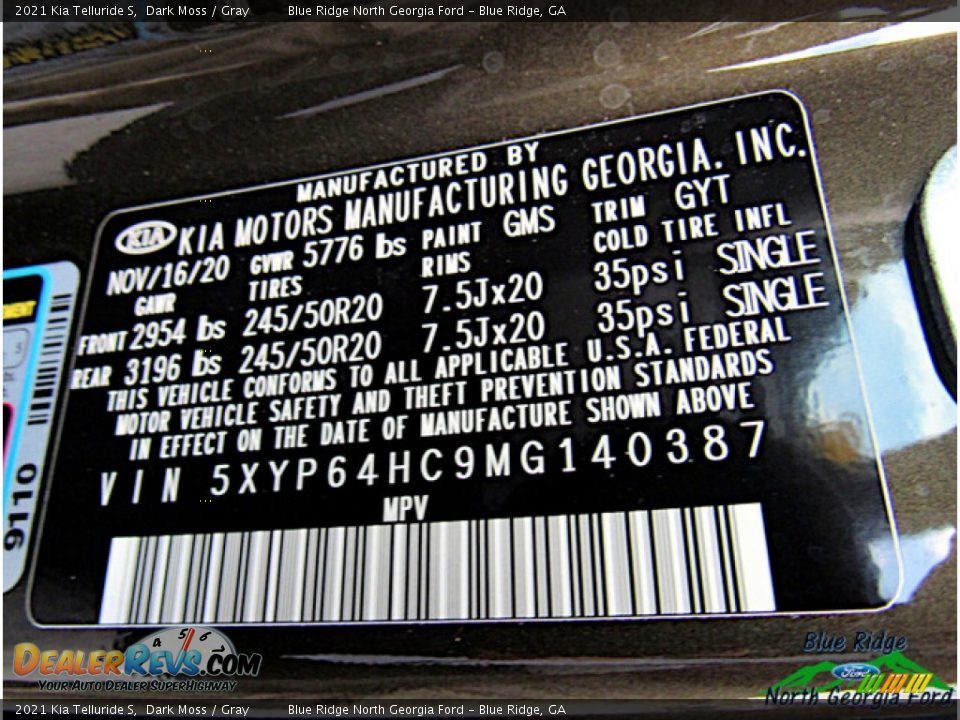 2021 Kia Telluride S, Dark Moss / Gray Blue Ridge North Georgia Ford - Blue Ridge, GA
MANUFACTURED BY
KIA KIA MOTORS MANUFACTURING GEORGIA. INC.
NOV/16/20 GVWR 5776 lbs PAINT GMS TRIM GYT
GAWR TIRES RIMS COLD TIRE INFL
FRONT 2954 lbs 245/50R20 7.5Jx20 35psi SINGLE
REAR 3196 lbs 245/50R20 7.5Jx20 35psi SINGLE
THIS VEHICLE CONFORMS TO ALL APPLICABLE U.S.A. FEDERAL
MOTOR VEHICLE SAFETY AND THEFT PREVENTION STANDARDS
IN EFFECT ON THE DATE OF MANUFACTURE SHOWN ABOVE
VIN 5XYP64HC9MG140387
MPV
9110
4 5 6
DEALERREVS.COM
YOUR AUTO DEALER SUPERHIGHWAY
Blue Ridge
Ford
North Georgia Ford
2021 Kia Telluride S, Dark Moss / Gray Blue Ridge North Georgia Ford - Blue Ridge, GA